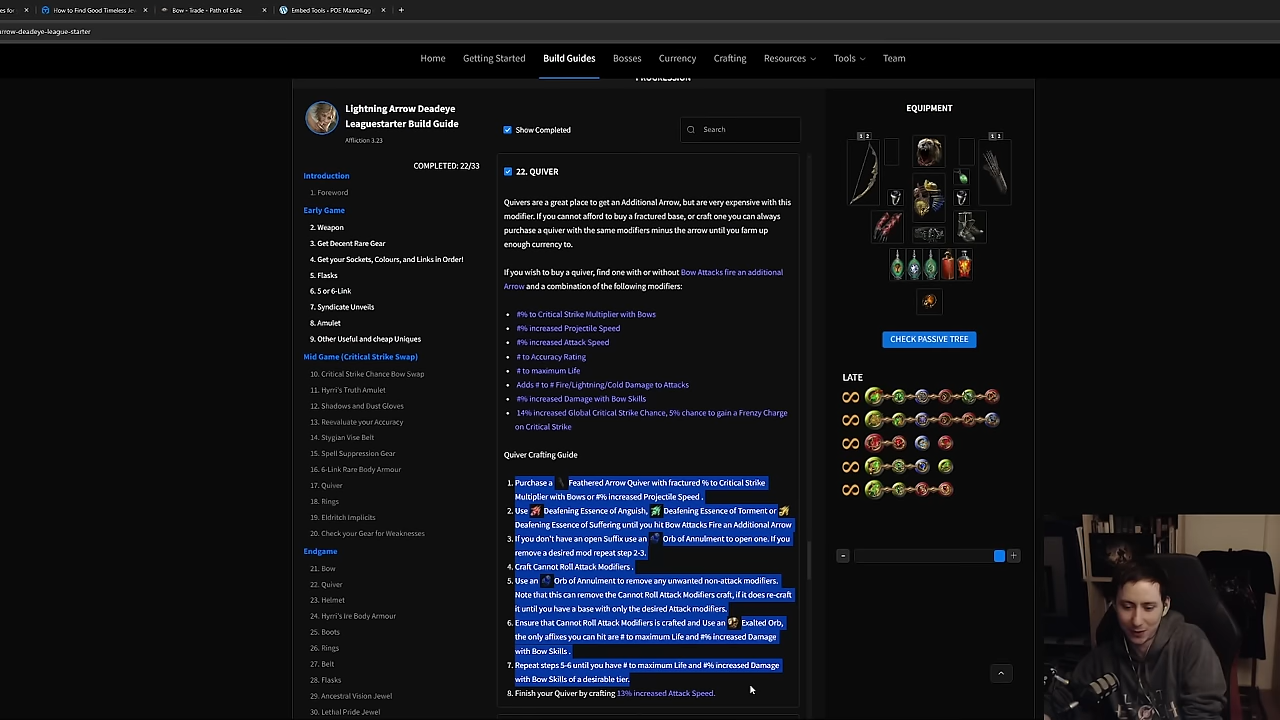 How to Find Good Timeless Je
Bow - Trade - Path of Exile
Embed Tools ‹ POE Maxroll.gg
rrow-deadeye-league-starter
Home Getting Started Build Guides Bosses Currency Crafting Resources Tools Team
PROGRESSION
Lightning Arrow Deadeye
Leaguestarter Build Guide
Affliction 3.23
COMPLETED: 22/33
Introduction
1. Foreword
Early Game
2. Weapon
3. Get Decent Rare Gear
4. Get your Sockets, Colours, and Links in Order!
5. Flasks
6. 5 or 6-Link
7. Syndicate Unveils
8. Amulet
9. Other Useful and cheap Uniques
Mid Game (Critical Strike Swap)
10. Critical Strike Chance Bow Swap
11. Hyrri's Truth Amulet
12. Shadows and Dust Gloves
13. Reevaluate your Accuracy
14. Stygian Vise Belt
15. Spell Suppression Gear
16. 6-Link Rare Body Armour
17. Quiver
18. Rings
19. Eldritch Implicits
20. Check your Gear for Weaknesses
Endgame
21. Bow
22. Quiver
23. Helmet
24. Hyrri's Ire Body Armour
25. Boots
26. Rings
27. Belt
28. Flasks
29. Ancestral Vision Jewel
30. Lethal Pride Jewel
Show Completed
Search
22. QUIVER
Quivers are a great place to get an Additional Arrow, but are very expensive with this
modifier. If you cannot afford to buy a fractured base, or craft one you can always
purchase a quiver with the same modifiers minus the arrow until you farm up
enough currency to.
If you wish to buy a quiver, find one with or without Bow Attacks fire an additional
Arrow and a combination of the following modifiers:
• #% to Critical Strike Multiplier with Bows
• #% increased Projectile Speed
• #% increased Attack Speed
• # to Accuracy Rating
• # to maximum Life
• Adds # to # Fire/Lightning/Cold Damage to Attacks
• #% increased Damage with Bow Skills
• 14% increased Global Critical Strike Chance, 5% chance to gain a Frenzy Charge
on Critical Strike
Quiver Crafting Guide
1. Purchase a Feathered Arrow Quiver with fractured % to Critical Strike
Multiplier with Bows or #% increased Projectile Speed .
2. Use Deafening Essence of Anguish, Deafening Essence of Torment or
Deafening Essence of Suffering until you hit Bow Attacks Fire an Additional Arrow
3. If you don't have an open Suffix use an Orb of Annulment to open one. If you
remove a desired mod repeat step 2-3.
4. Craft Cannot Roll Attack Modifiers .
5. Use an Orb of Annulment to remove any unwanted non-attack modifiers.
Note that this can remove the Cannot Roll Attack Modifiers craft, if it does re-craft
it until you have a base with only the desired Attack modifiers.
6. Ensure that Cannot Roll Attack Modifiers is crafted and Use an Exalted Orb,
the only affixes you can hit are # to maximum Life and #% increased Damage
with Bow Skills .
7. Repeat steps 5-6 until you have # to maximum Life and #% increased Damage
with Bow Skills of a desirable tier.
8. Finish your Quiver by crafting 13% increased Attack Speed.
EQUIPMENT
1 2
1 2
CHECK PASSIVE TREE
LATE
- +